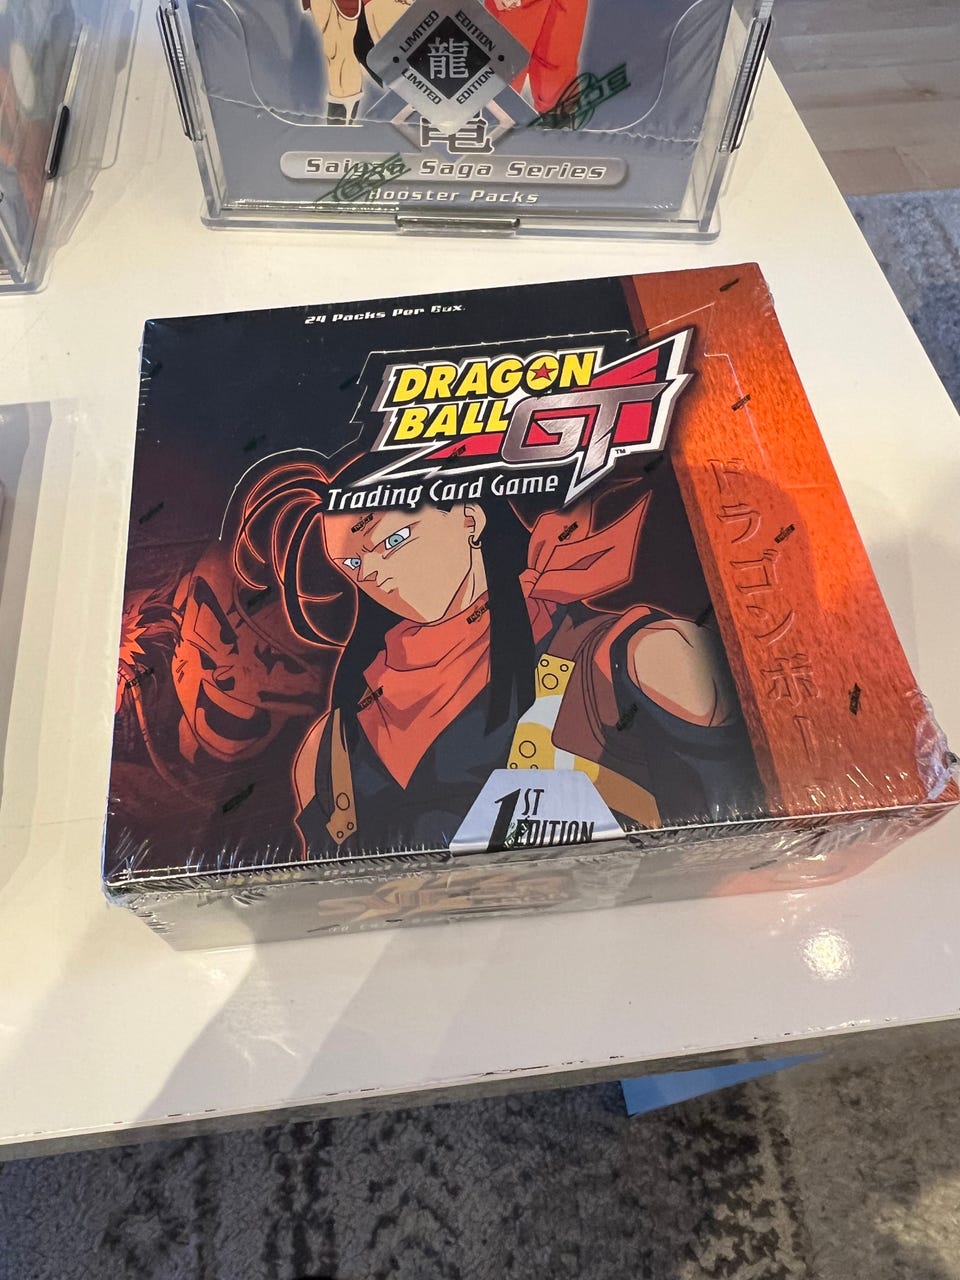 LIMITED EDITION
龍
LIMITED EDITION
Saiyan Saga Series
Booster Packs
24 Packs Per Box.
DRAGON
BALL GT™
Trading Card Game
ドラゴンボー
1ST
EDITION